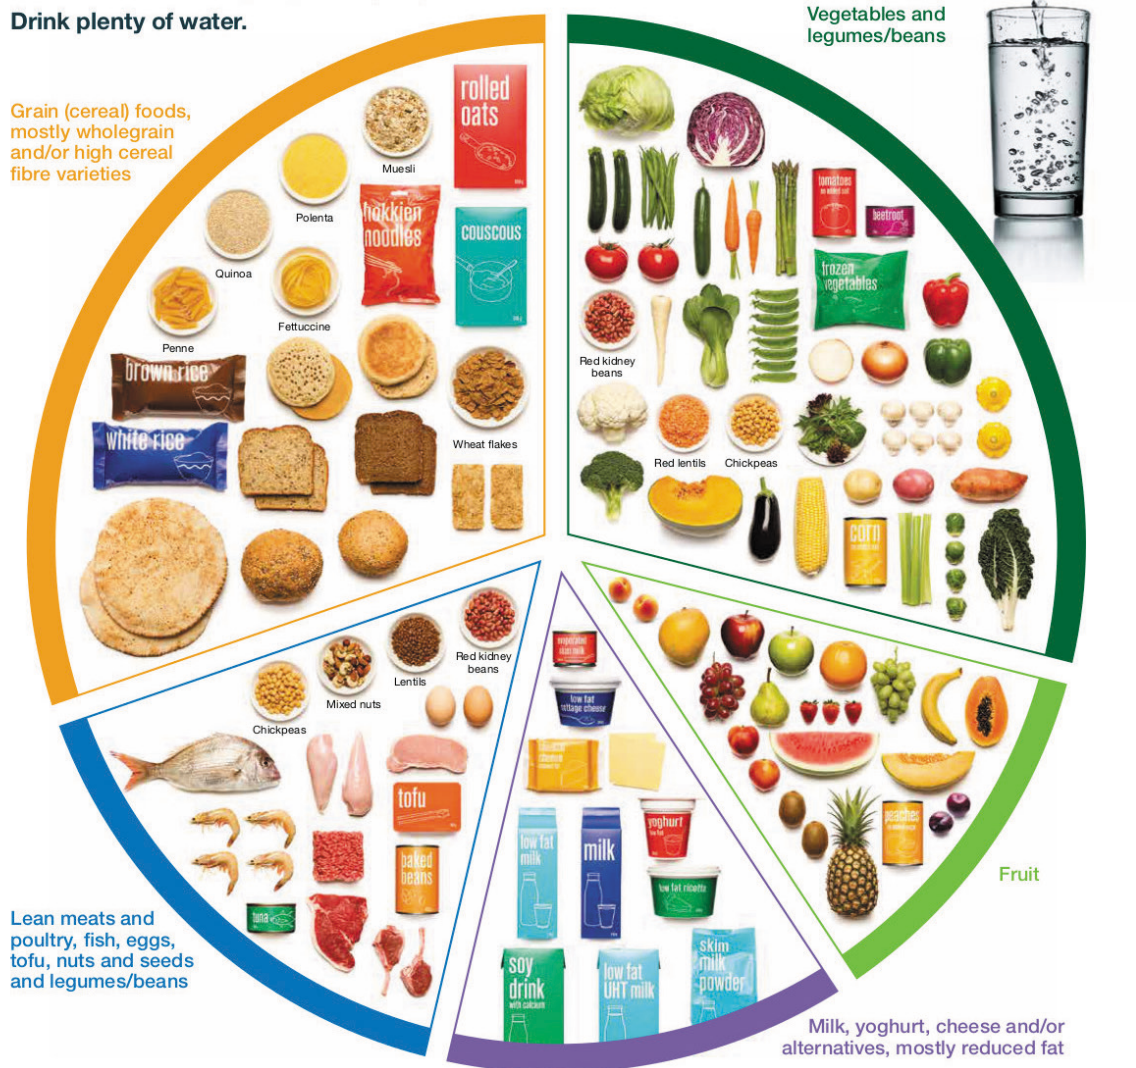 Drink plenty of water.
Vegetables and
legumes/beans
Grain (cereal) foods,
mostly wholegrain
and/or high cereal
fibre varieties
rolled
oats
Muesli
Polenta
hokkien
noodles
couscous
Quinoa
Fettuccine
Penne
brown rice
white rice
Wheat flakes
tomatoes
beetroot
frozen
vegetables
Red kidney
beans
Red lentils
Chickpeas
corn
Red kidney
beans
Lentils
Mixed nuts
Chickpeas
tofu
baked
beans
tuna
Lean meats and
poultry, fish, eggs,
tofu, nuts and seeds
and legumes/beans
evaporated
skim milk
low fat
cottage cheese
low fat
milk
milk
yoghurt
low fat
low fat ricotta
soy
drink
with calcium
low fat
UHT milk
skim
milk
powder
Milk, yoghurt, cheese and/or
alternatives, mostly reduced fat
peaches
Fruit